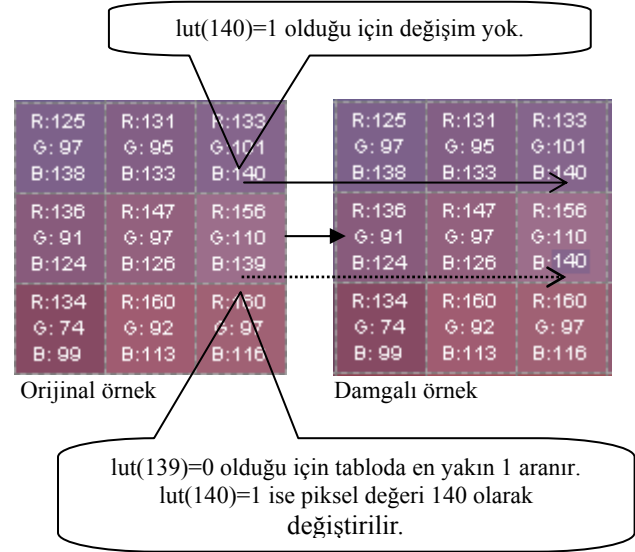 lut(140)=1 olduğu için değişim yok.
R:125 R:131 R:133
G: 97 G: 95 G:101
B:138 B:133 B:140
R:136 R:147 R:156
G: 91 G: 97 G:110
B:124 B:126 B:139
R:134 R:160 R:160
G: 74 G: 92 G: 97
B: 99 B:113 B:116
Orijinal örnek
R:125 R:131 R:133
G: 97 G: 95 G:101
B:138 B:133 B:140
R:136 R:147 R:156
G: 91 G: 97 G:110
B:124 B:126 B:140
R:134 R:160 R:160
G: 74 G: 92 G: 97
B: 99 B:113 B:116
Damgalı örnek
lut(139)=0 olduğu için tabloda en yakın 1 aranır.
lut(140)=1 ise piksel değeri 140 olarak
değiştirilir.